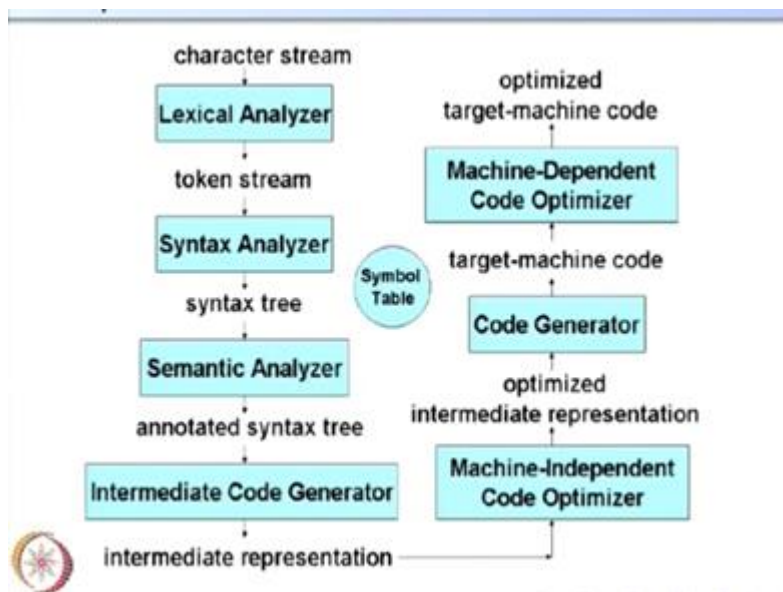 character stream
Lexical Analyzer
token stream
Syntax Analyzer
syntax tree
Semantic Analyzer
annotated syntax tree
Intermediate Code Generator
intermediate representation
Symbol
Table
optimized
target-machine code
Machine-Dependent
Code Optimizer
target-machine code
Code Generator
optimized
intermediate representation
Machine-Independent
Code Optimizer